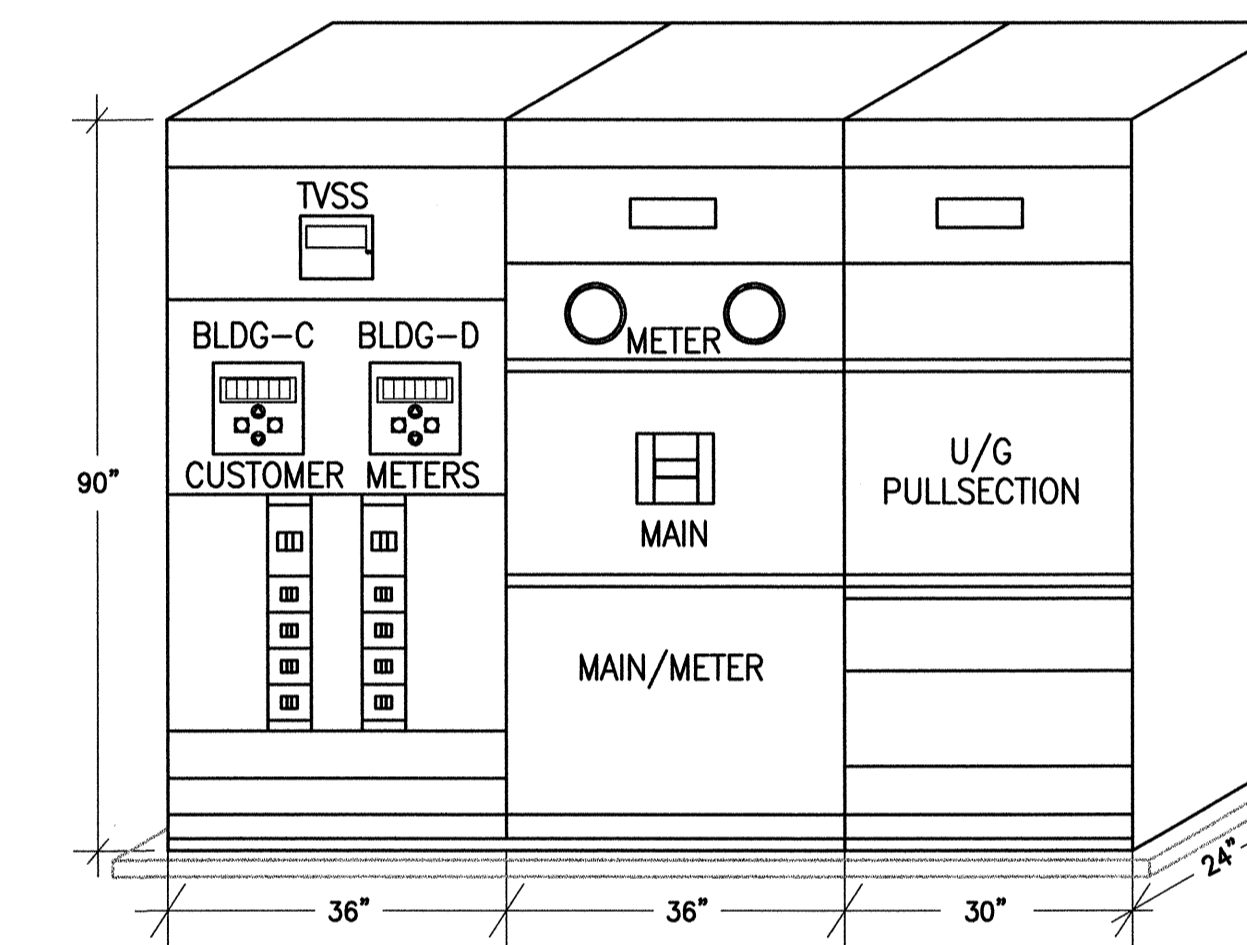 TVSS
BLDG-C BLDG-D
METER
CUSTOMER METERS
U/G
PULLSECTION
90"
MAIN
MAIN/METER
24"
36" 36" 30"